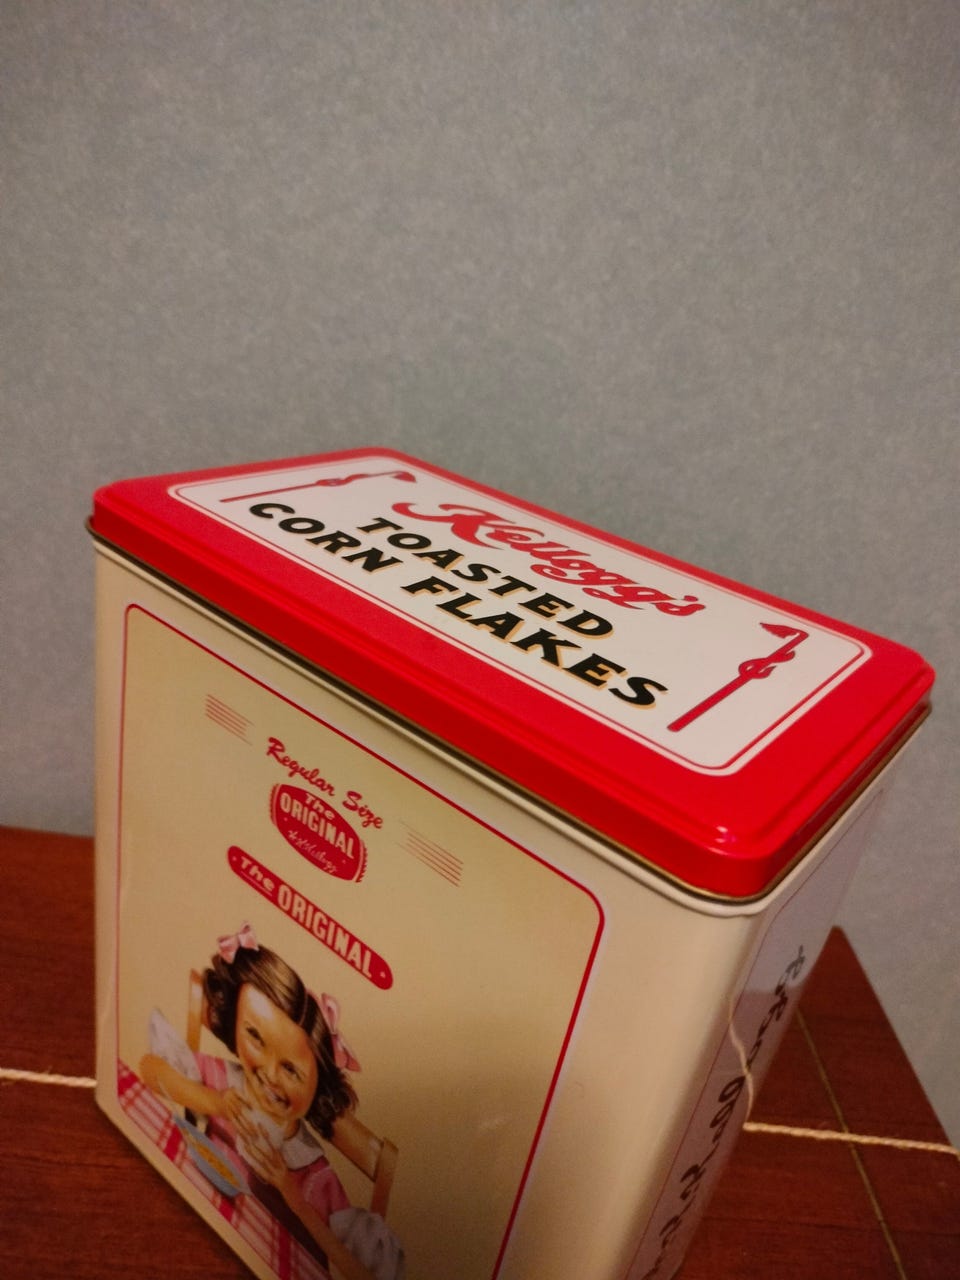 Kellogg's
TOASTED
CORN FLAKES
Regular Size
The
ORIGINAL
The ORIGINAL